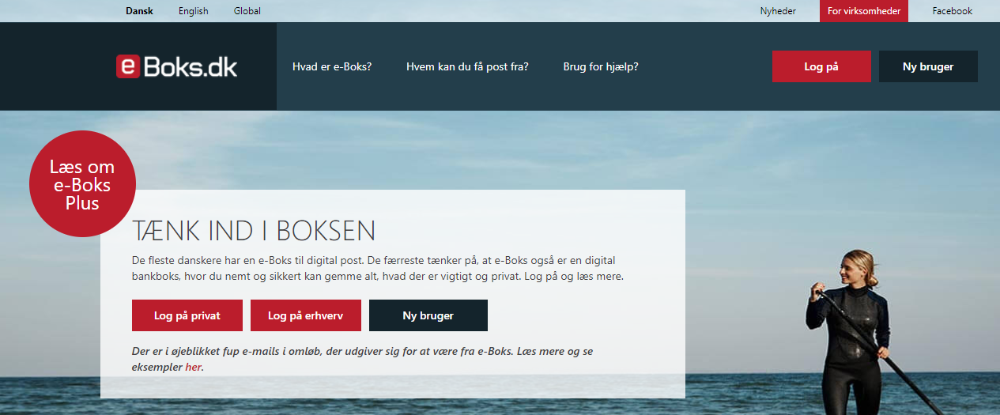 Dansk English Global Nyheder For virksomheder Facebook
e Boks.dk Hvad er e-Boks? Hvem kan du få post fra? Brug for hjælp? Log på Ny bruger
Læs om
e-Boks
Plus
TÆNK IND I BOKSEN
De fleste danskere har en e-Boks til digital post. De færreste tænker på, at e-Boks også er en digital
bankboks, hvor du nemt og sikkert kan gemme alt, hvad der er vigtigt og privat. Log på og læs mere.
Log på privat Log på erhverv Ny bruger
Der er i øjeblikket fup e-mails i omløb, der udgiver sig for at være fra e-Boks. Læs mere og se
eksempler her.